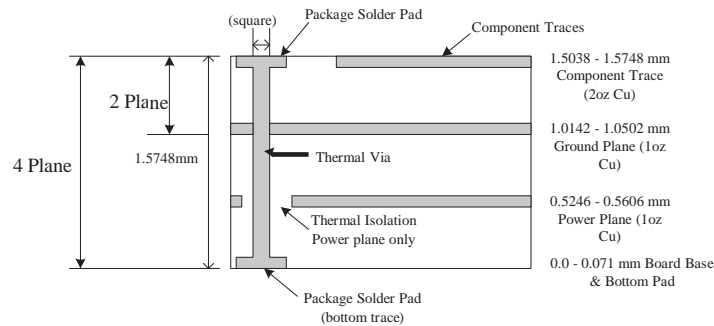 (square)
Package Solder Pad
Component Traces
1.5038 - 1.5748 mm
Component Trace
(2oz Cu)
2 Plane
4 Plane
1.5748mm
1.0142 - 1.0502 mm
Ground Plane (1oz
Cu)
Thermal Via
0.5246 - 0.5606 mm
Power Plane (1oz
Cu)
Thermal Isolation
Power plane only
0.0 - 0.071 mm Board Base
& Bottom Pad
Package Solder Pad
(bottom trace)